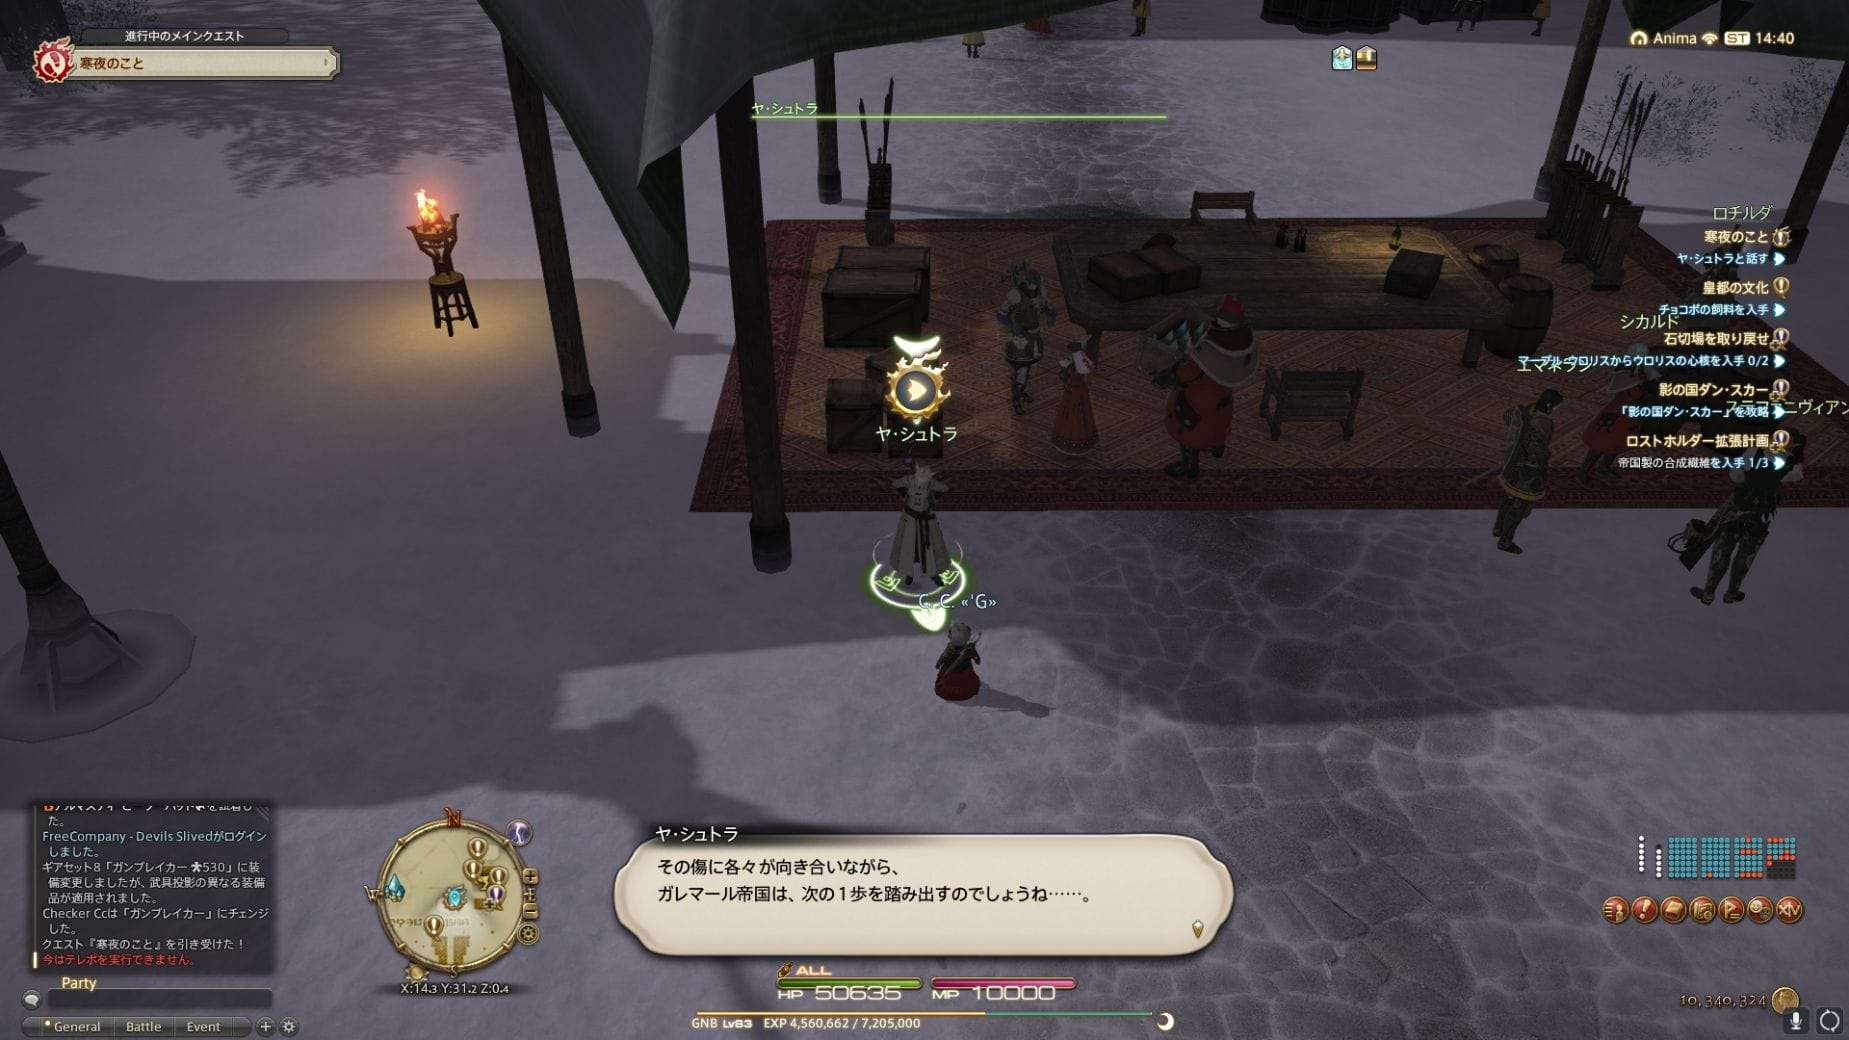 進行中のメインクエスト
寒夜のこと
Anima ST 14:40
ヤ・シュトラ
ロチルダ
寒夜のこと
ヤ・シュトラと話す
皇都の文化
チョコボの飼料を入手
シカルド
石切場を取り戻せ
ウロリスからウロリスの心核を入手 0/2
影の国ダン・スカー
「影の国ダン・スカー」を攻略
ロストホルダー拡張計画
帝国製の合成繊維を入手 1/3
ヤ・シュトラ
C. C. «'G»
た。
FreeCompany - Devils Slivedがログイン
しました。
ギアセット8「ガンブレイカー 530」に装
備変更しましたが、武具投影の異なる装備
品が適用されました。
Checker Ccは「ガンブレイカー」にチェンジ
した。
クエスト『寒夜のこと』を引き受けた！
今はテレポを実行できません。
Party
General Battle Event
N
W
S
X:14.3 Y:31.2 Z:0.4
ヤ・シュトラ
その傷に各々が向き合いながら、
ガレマール帝国は、次の１歩を踏み出すのでしょうね……。
ALL
HP 50635 MP 10000
GNB Lv83 EXP 4,560,662 / 7,205,000
XIV
10,340,324